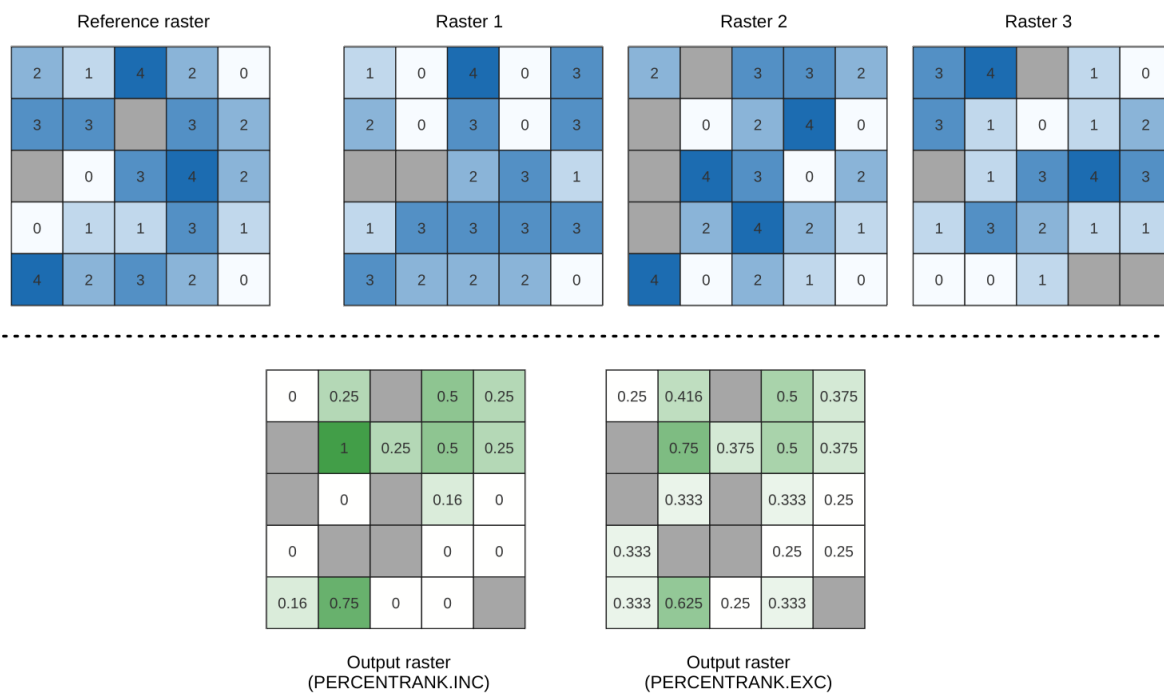 Reference raster Raster 1 Raster 2 Raster 3
2 1 4 2 0 1 0 4 0 3 2 3 3 2 3 4 1 0
3 3 3 2 2 0 3 0 3 0 2 4 0 3 1 0 1 2
0 3 4 2 2 3 1 4 3 0 2 1 3 4 3
0 1 1 3 1 1 3 3 3 3 2 4 2 1 1 3 2 1 1
4 2 3 2 0 3 2 2 2 0 4 0 2 1 0 0 0 1
0 0.25 0.5 0.25 0.25 0.416 0.5 0.375
1 0.25 0.5 0.25 0.75 0.375 0.5 0.375
0 0.16 0 0.333 0.333 0.25
0 0 0 0.333 0.25 0.25
0.16 0.75 0 0 0.333 0.625 0.25 0.333
Output raster Output raster
(PERCENTRANK.INC) (PERCENTRANK.EXC)